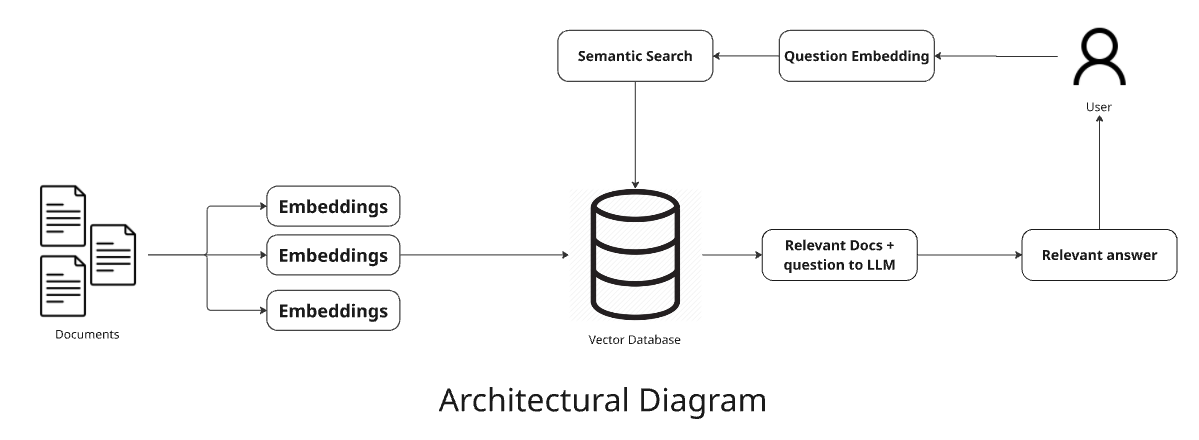 Semantic Search
Question Embedding
User
Embeddings
Embeddings
Embeddings
Documents
Vector Database
Relevant Docs +
question to LLM
Relevant answer
Architectural Diagram